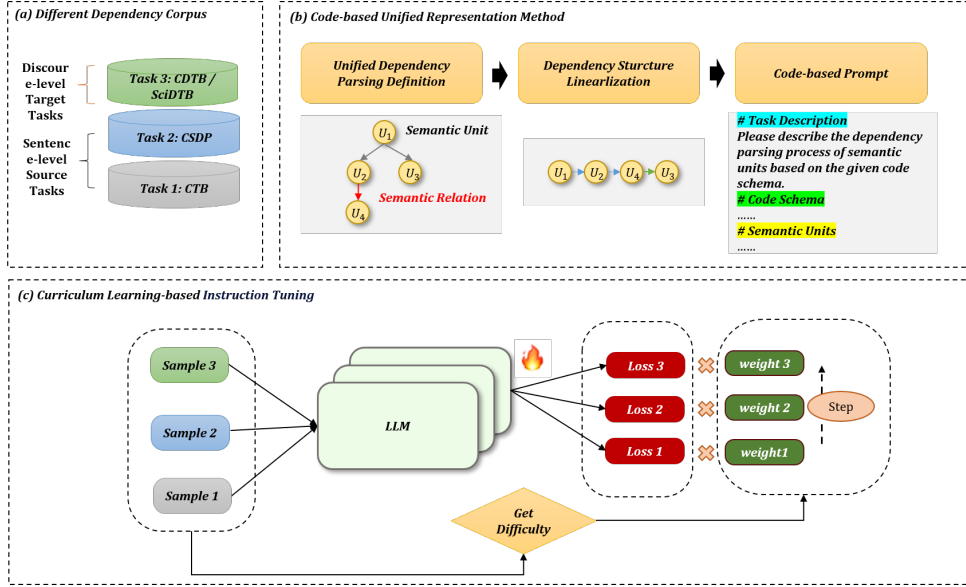 (a) Different Dependency Corpus
Discour
e-level
Target
Tasks
Task 3: CDTB /
SciDTB
Task 2: CSDP
Sentenc
e-level
Source
Tasks
Task 1: CTB
(b) Code-based Unified Representation Method
Unified Dependency
Parsing Definition
Dependency Sturcture
Linearlization
Code-based Prompt
U1
Semantic Unit
U2
U3
Semantic Relation
U4
U1 U2 U4 U3
# Task Description
Please describe the dependency
parsing process of semantic
units based on the given code
schema.
# Code Schema
......
# Semantic Units
......
(c) Curriculum Learning-based Instruction Tuning
Sample 3
Sample 2
Sample 1
LLM
Loss 3
Loss 2
Loss 1
weight 3
weight 2
weight1
Step
Get
Difficulty